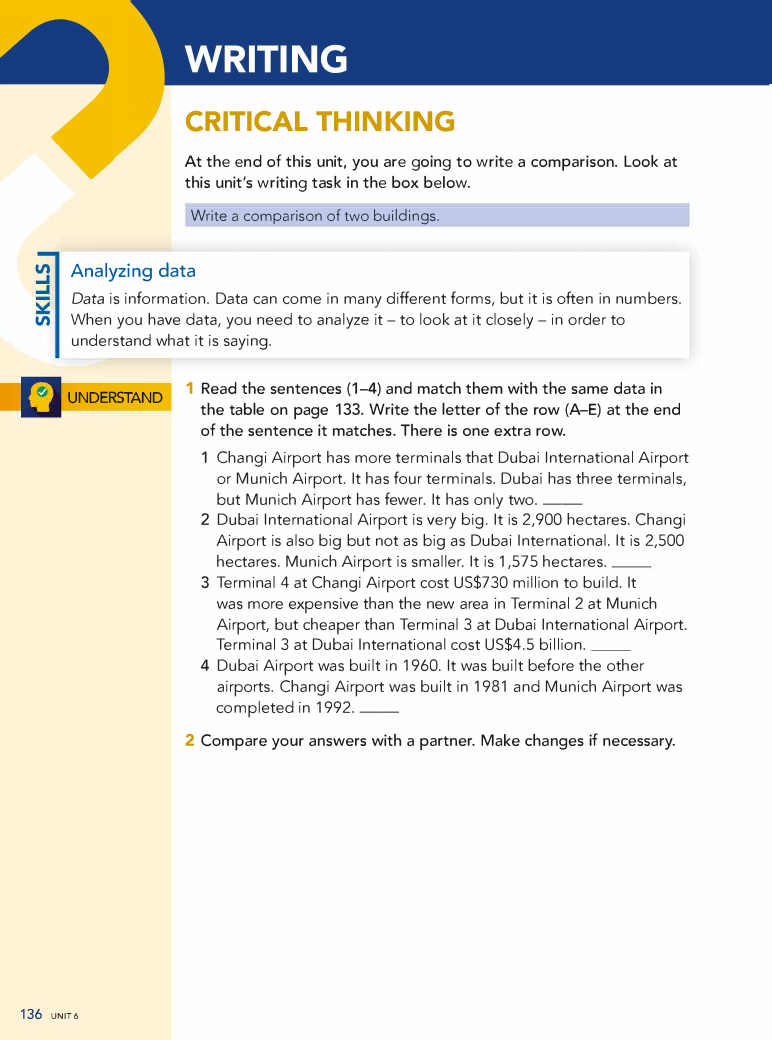 WRITING
CRITICAL THINKING
At the end of this unit, you are going to write a comparison. Look at
this unit's writing task in the box below.
Write a comparison of two buildings.
SKILLS
Analyzing data
Data is information. Data can come in many different forms, but it is often in numbers.
When you have data, you need to analyze it – to look at it closely – in order to
understand what it is saying.
UNDERSTAND
1 Read the sentences (1–4) and match them with the same data in
the table on page 133. Write the letter of the row (A–E) at the end
of the sentence it matches. There is one extra row.
1 Changi Airport has more terminals that Dubai International Airport
or Munich Airport. It has four terminals. Dubai has three terminals,
but Munich Airport has fewer. It has only two. _____
2 Dubai International Airport is very big. It is 2,900 hectares. Changi
Airport is also big but not as big as Dubai International. It is 2,500
hectares. Munich Airport is smaller. It is 1,575 hectares. _____
3 Terminal 4 at Changi Airport cost US$730 million to build. It
was more expensive than the new area in Terminal 2 at Munich
Airport, but cheaper than Terminal 3 at Dubai International Airport.
Terminal 3 at Dubai International cost US$4.5 billion. _____
4 Dubai Airport was built in 1960. It was built before the other
airports. Changi Airport was built in 1981 and Munich Airport was
completed in 1992. _____
2 Compare your answers with a partner. Make changes if necessary.
136 UNIT 6